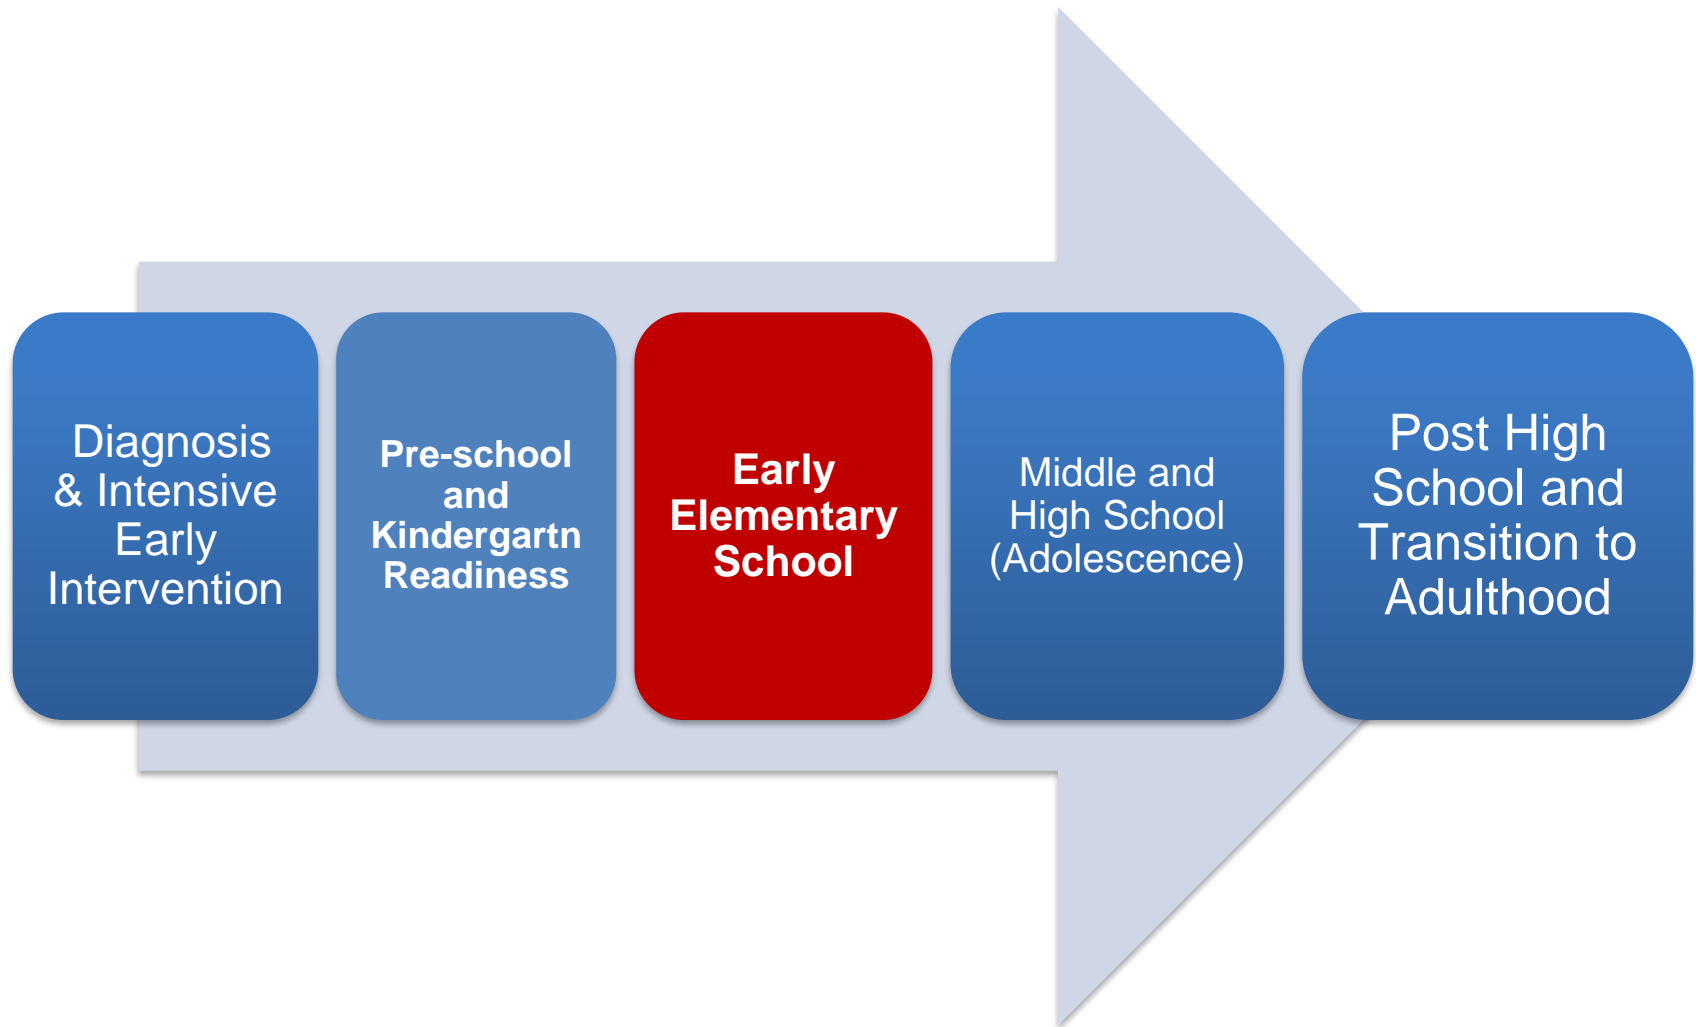 Diagnosis
& Intensive
Early
Intervention
Pre-school
and
Kindergartn
Readiness
Early
Elementary
School
Middle and
High School
(Adolescence)
Post High
School and
Transition to
Adulthood